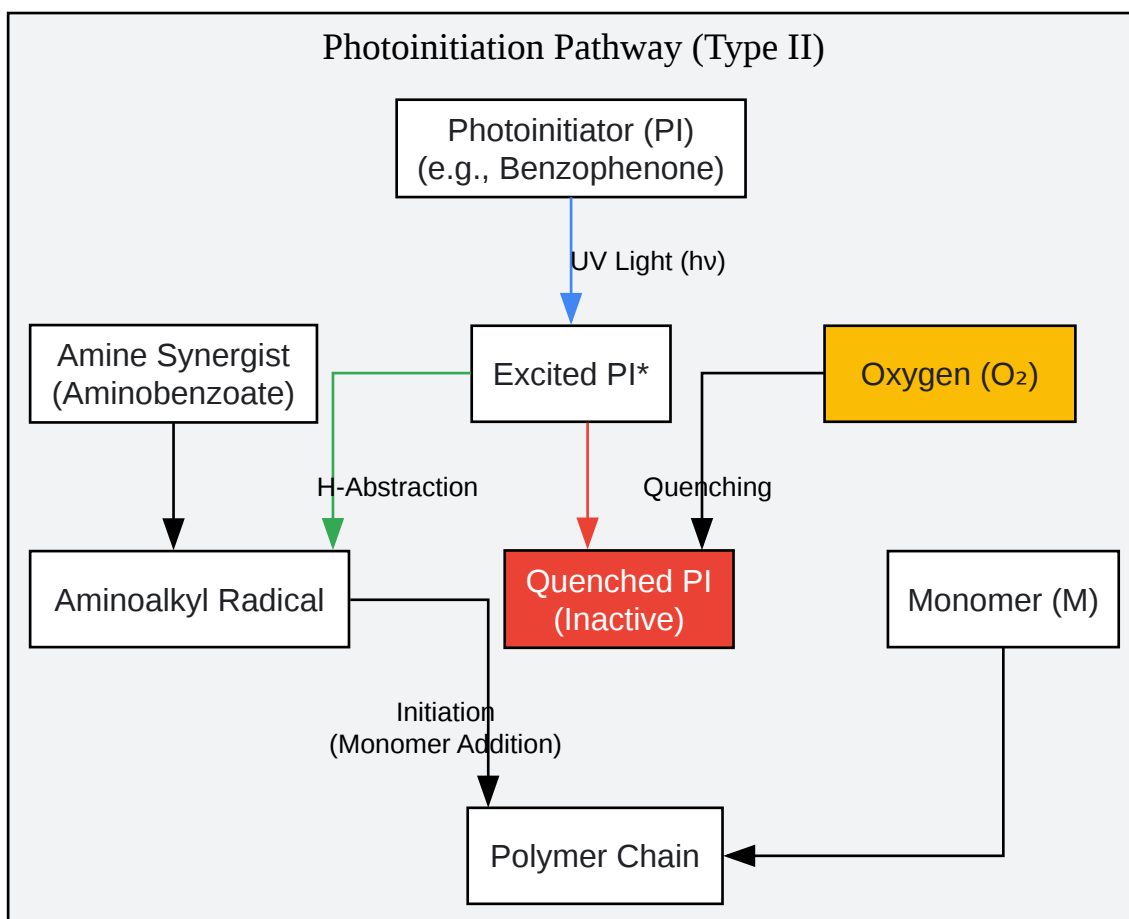 Photoinitiation Pathway (Type II)
Photoinitiator (PI)
(e.g., Benzophenone)
UV Light (hν)
Amine Synergist
(Aminobenzoate)
Excited PI*
Oxygen (O₂)
H-Abstraction
Quenching
Aminoalkyl Radical
Quenched PI
(Inactive)
Monomer (M)
Initiation
(Monomer Addition)
Polymer Chain